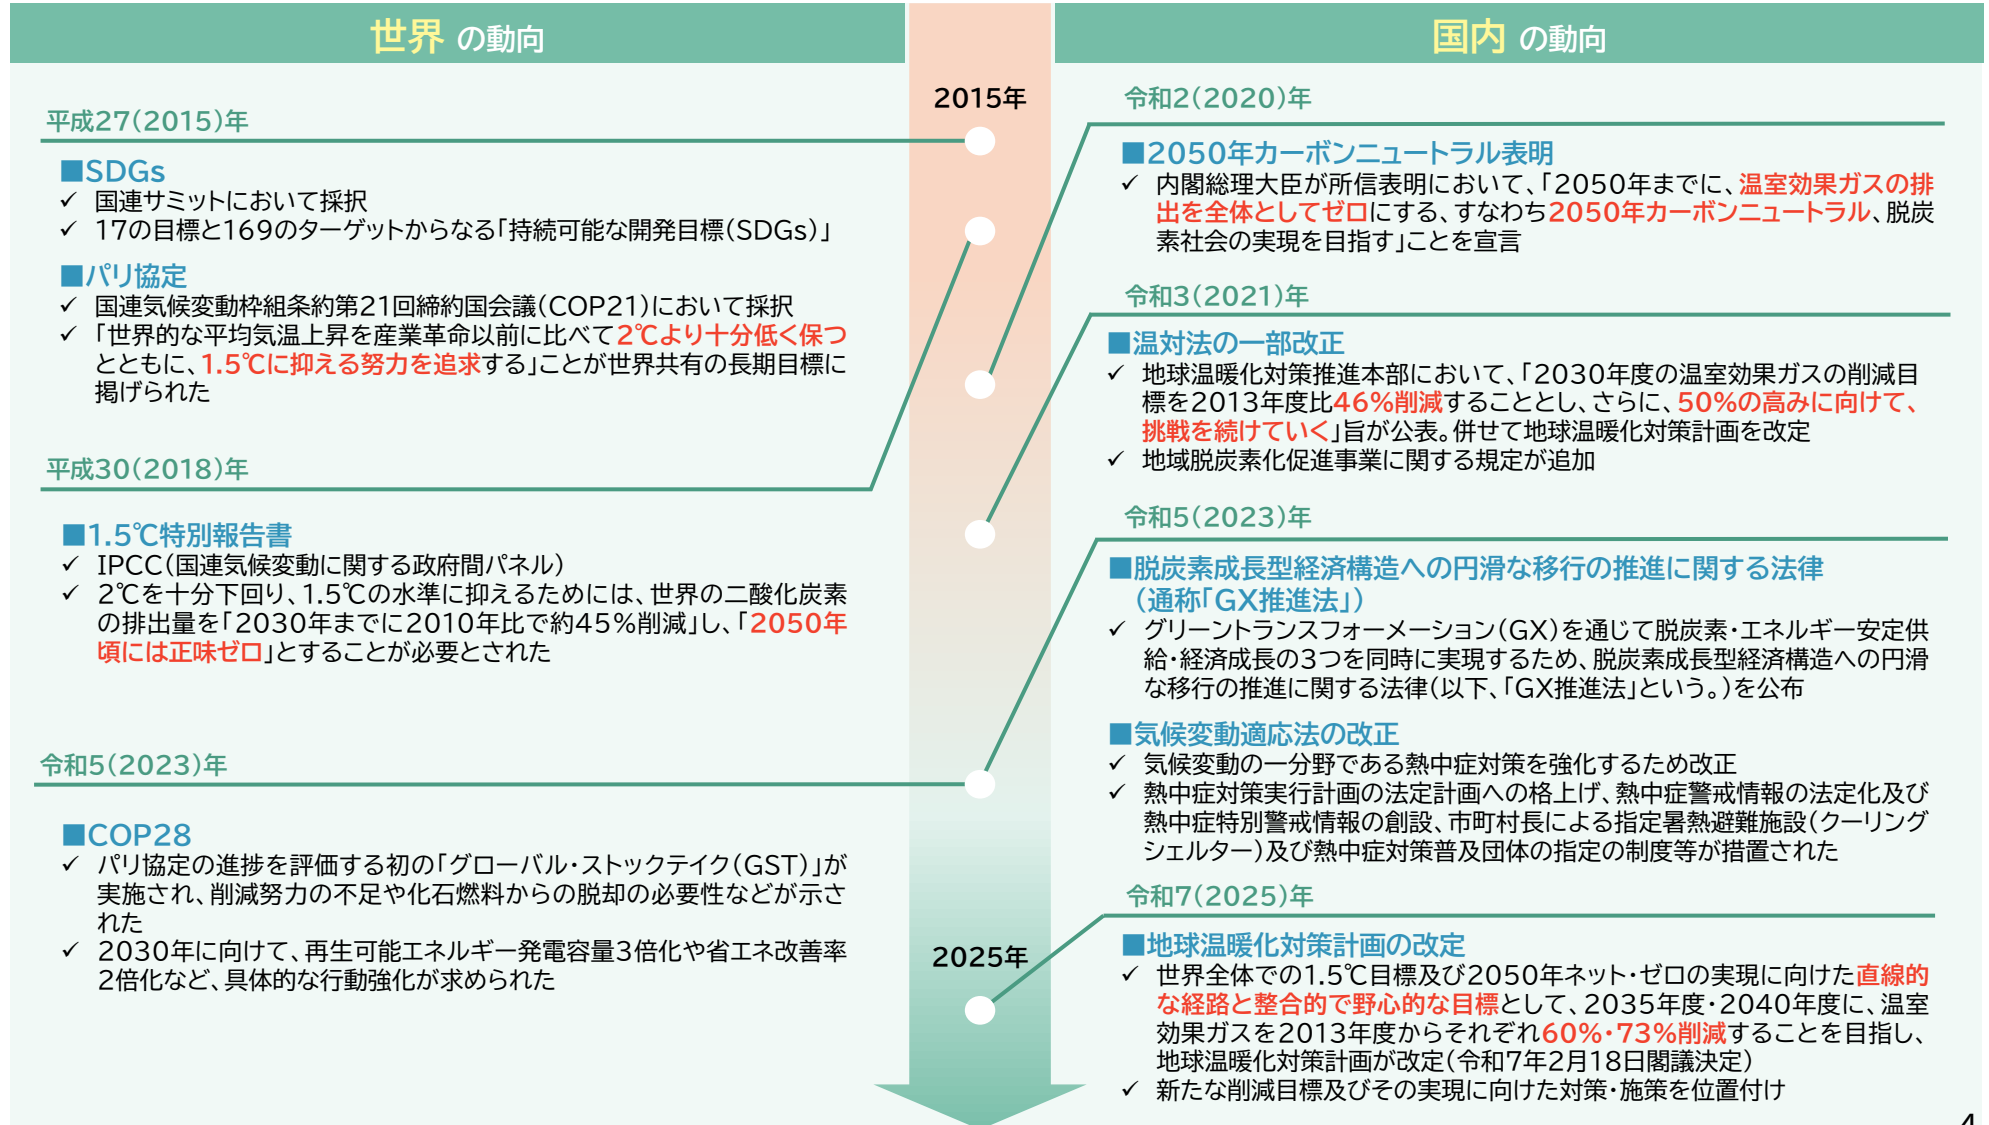 世界 の動向
平成27(2015)年
■SDGs
✓ 国連サミットにおいて採択
✓ 17の目標と169のターゲットからなる「持続可能な開発目標(SDGs)」
■パリ協定
✓ 国連気候変動枠組条約第21回締約国会議(COP21)において採択
✓ 「世界的な平均気温上昇を産業革命以前に比べて2℃より十分低く保つ
とともに、1.5℃に抑える努力を追求する」ことが世界共有の長期目標に
掲げられた
平成30(2018)年
■1.5℃特別報告書
✓ IPCC(国連気候変動に関する政府間パネル)
✓ 2℃を十分下回り、1.5℃の水準に抑えるためには、世界の二酸化炭素
の排出量を「2030年までに2010年比で約45%削減」し、「2050年
頃には正味ゼロ」とすることが必要とされた
令和5(2023)年
■COP28
✓ パリ協定の進捗を評価する初の「グローバル・ストックテイク(GST)」が
実施され、削減努力の不足や化石燃料からの脱却の必要性などが示さ
れた
✓ 2030年に向けて、再生可能エネルギー発電容量3倍化や省エネ改善率
2倍化など、具体的な行動強化が求められた
2015年
2025年
国内 の動向
令和2(2020)年
■2050年カーボンニュートラル表明
✓ 内閣総理大臣が所信表明において、「2050年までに、温室効果ガスの排
出を全体としてゼロにする、すなわち2050年カーボンニュートラル、脱炭
素社会の実現を目指す」ことを宣言
令和3(2021)年
■温対法の一部改正
✓ 地球温暖化対策推進本部において、「2030年度の温室効果ガスの削減目
標を2013年度比46%削減することとし、さらに、50%の高みに向けて、
挑戦を続けていく」旨が公表。併せて地球温暖化対策計画を改定
✓ 地域脱炭素化促進事業に関する規定が追加
令和5(2023)年
■脱炭素成長型経済構造への円滑な移行の推進に関する法律
(通称「GX推進法」)
✓ グリーントランスフォーメーション(GX)を通じて脱炭素・エネルギー安定供
給・経済成長の3つを同時に実現するため、脱炭素成長型経済構造への円滑
な移行の推進に関する法律(以下、「GX推進法」という。)を公布
■気候変動適応法の改正
✓ 気候変動の一分野である熱中症対策を強化するため改正
✓ 熱中症対策実行計画の法定計画への格上げ、熱中症警戒情報の法定化及び
熱中症特別警戒情報の創設、市町村長による指定暑熱避難施設(クーリング
シェルター)及び熱中症対策普及団体の指定の制度等が措置された
令和7(2025)年
■地球温暖化対策計画の改定
✓ 世界全体での1.5℃目標及び2050年ネット・ゼロの実現に向けた直線的
な経路と整合的で野心的な目標として、2035年度・2040年度に、温室
効果ガスを2013年度からそれぞれ60%・73%削減することを目指し、
地球温暖化対策計画が改定(令和7年2月18日閣議決定)
✓ 新たな削減目標及びその実現に向けた対策・施策を位置付け
4